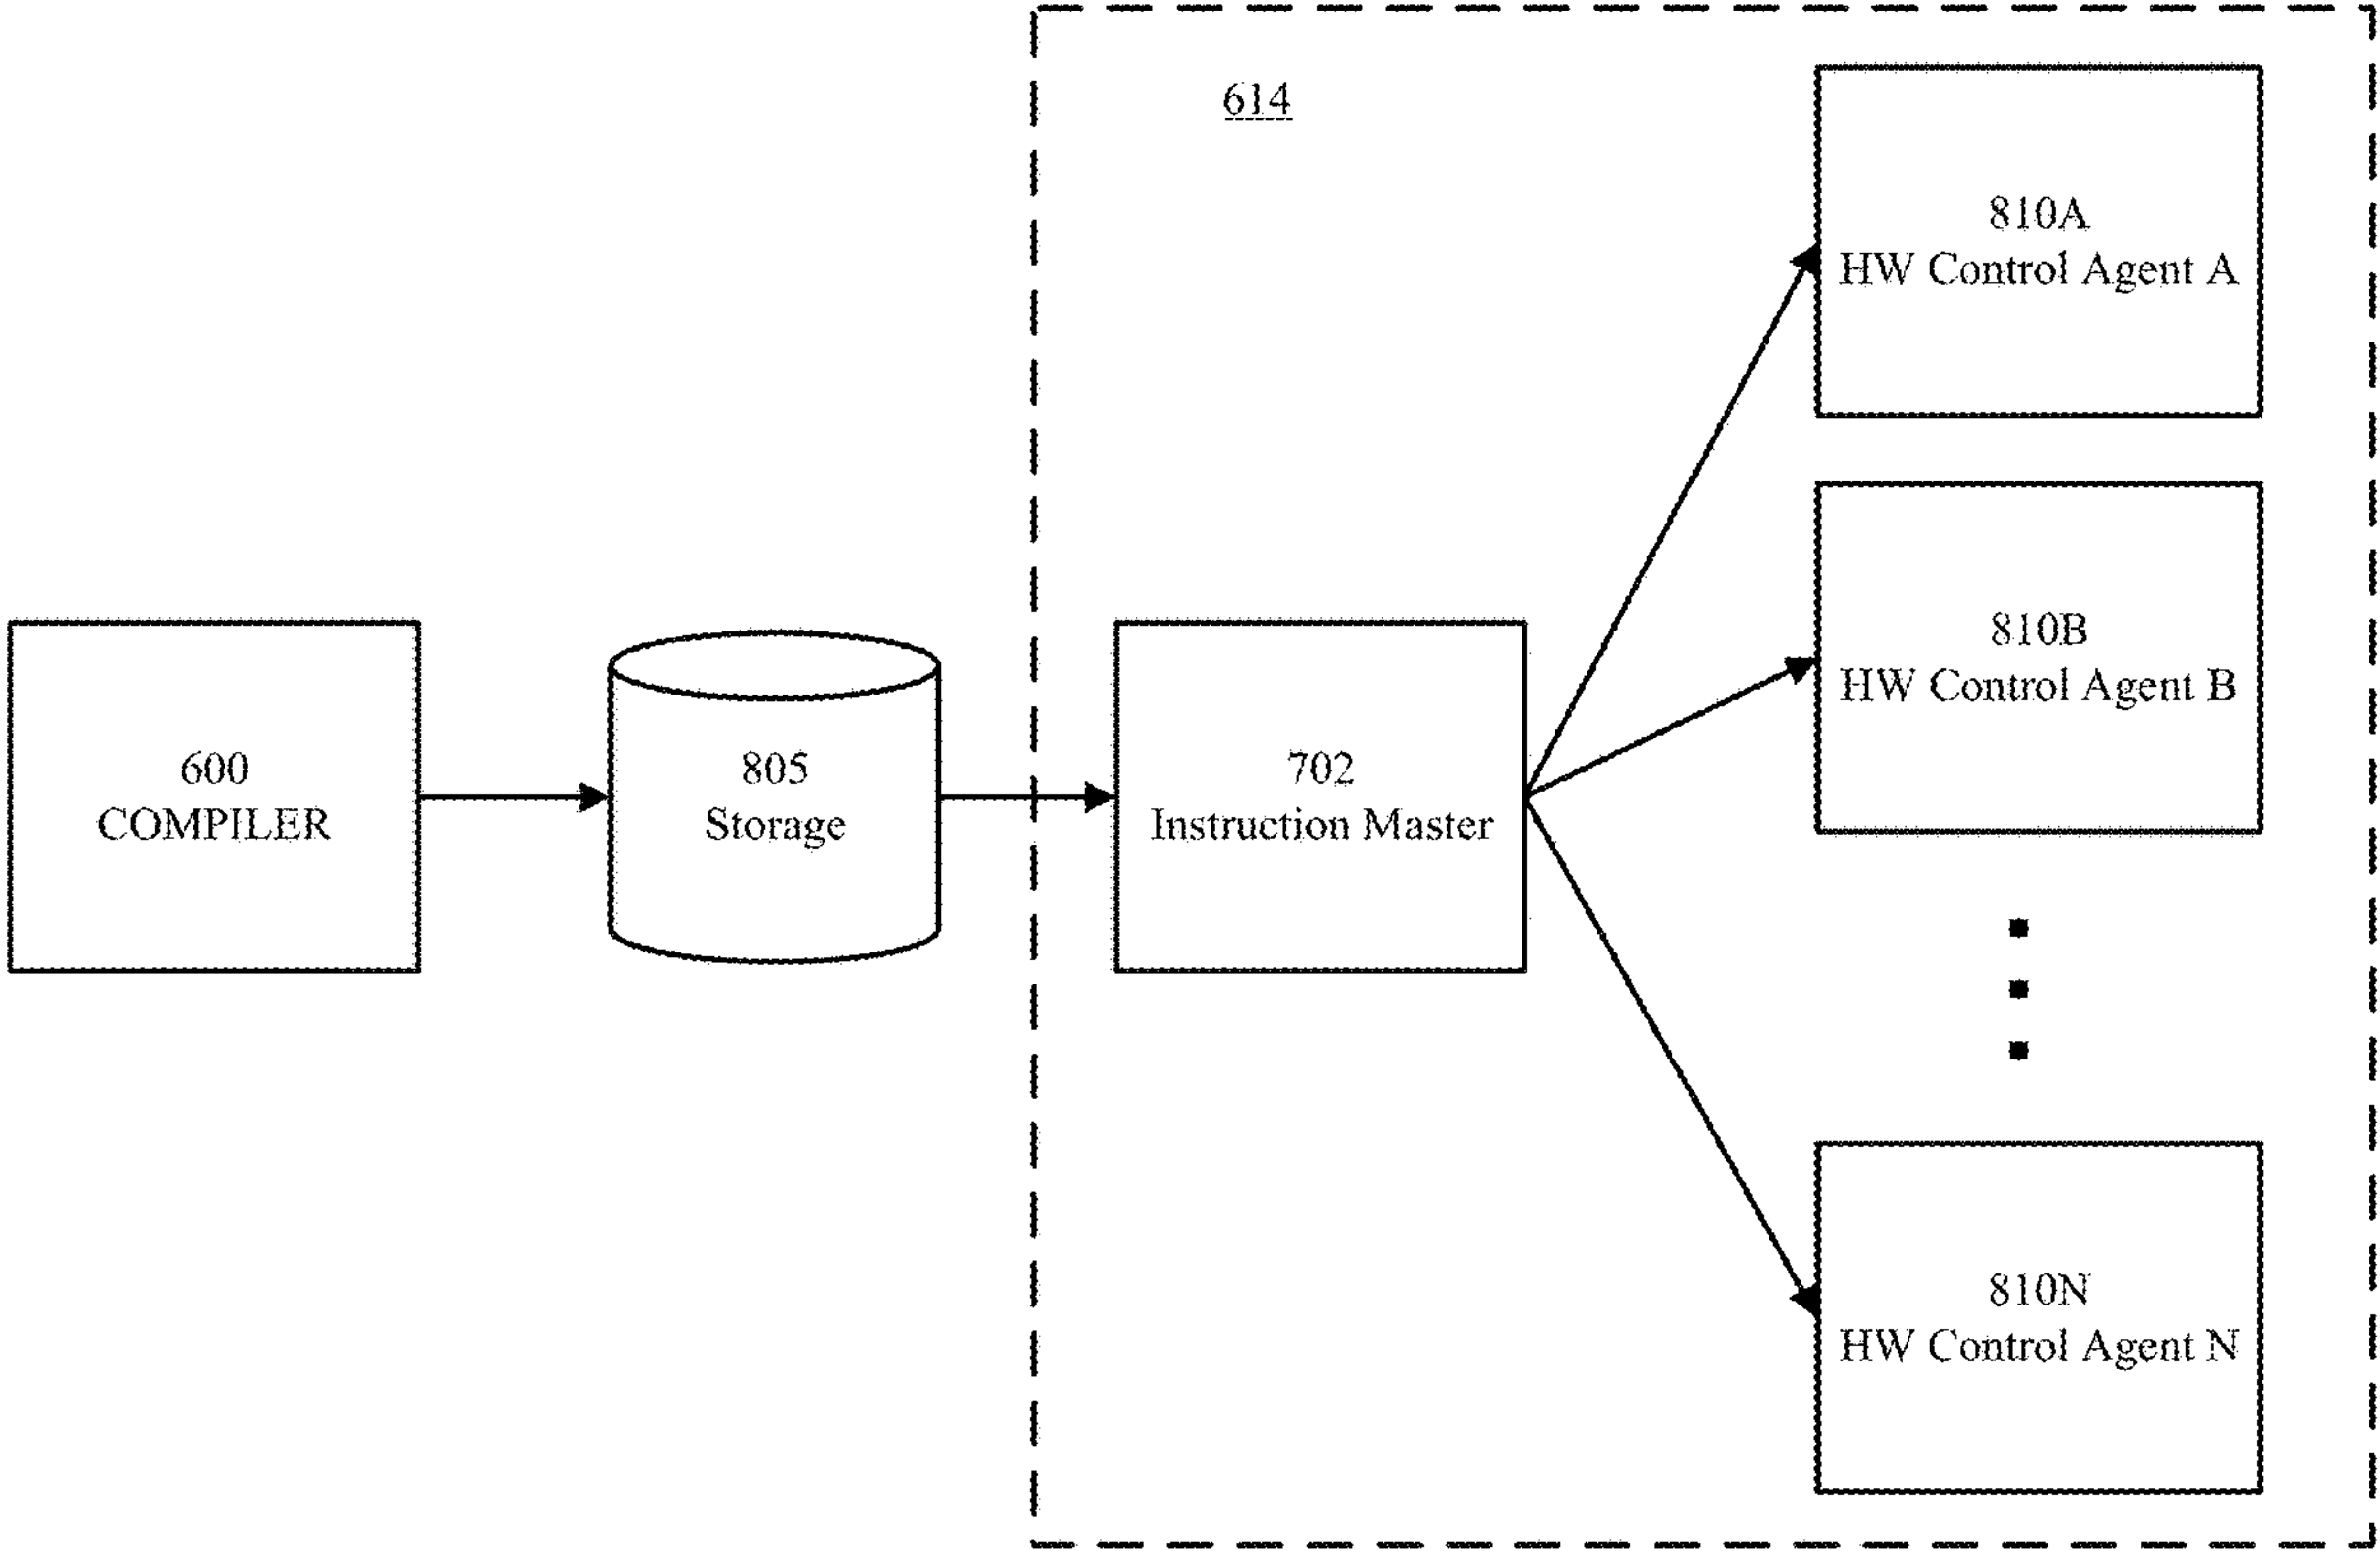 614
810A
HW Control Agent A
810B
HW Control Agent B
600
COMPILER
805
Storage
702
Instruction Master
810N
HW Control Agent N